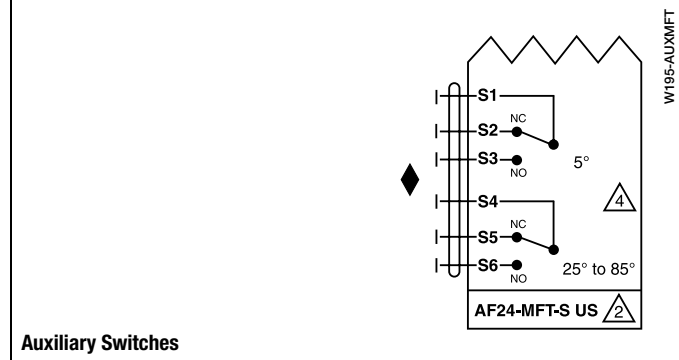 W195-AUXMFT
S1
NC
S2
S3
NO
5°
4
S4
NC
S5
S6
NO
25° to 85°
AF24-MFT-S US 2
Auxiliary Switches